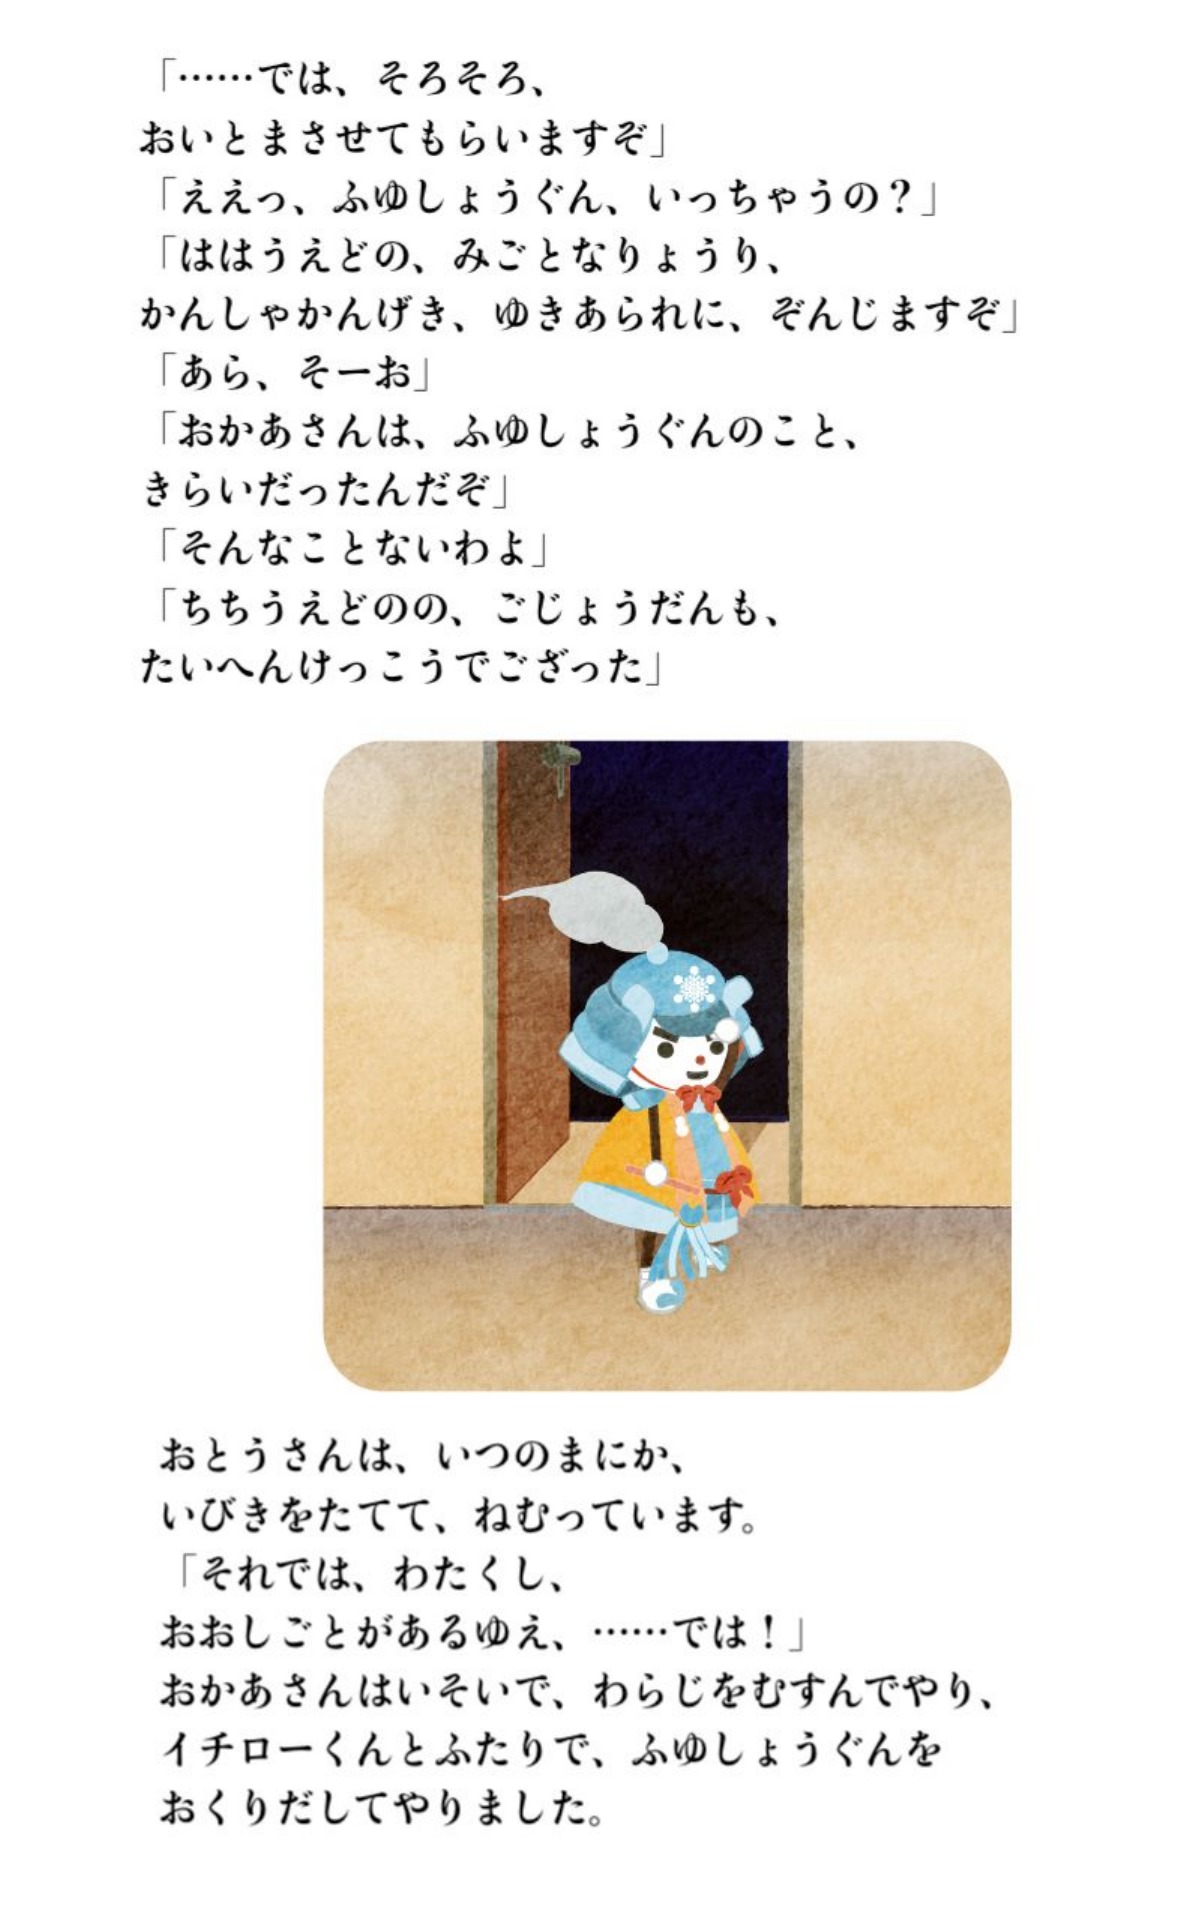 「……では、そろそろ、
おいとまさせてもらいますぞ」
「ええっ、ふゆしょうぐん、いっちゃうの？」
「ははうえどの、みごとなりょうり、
かんしゃかんげき、ゆきあられに、ぞんじますぞ」
「あら、そーお」
「おかあさんは、ふゆしょうぐんのこと、
きらいだったんだぞ」
「そんなことないわよ」
「ちちうえどのの、ごじょうだんも、
たいへんけっこうでござった」
おとうさんは、いつのまにか、
いびきをたてて、ねむっています。
「それでは、わたくし、
おおしごとがあるゆえ、……では！」
おかあさんはいそいで、わらじをむすんでやり、
イチローくんとふたりで、ふゆしょうぐんを
おくりだしてやりました。